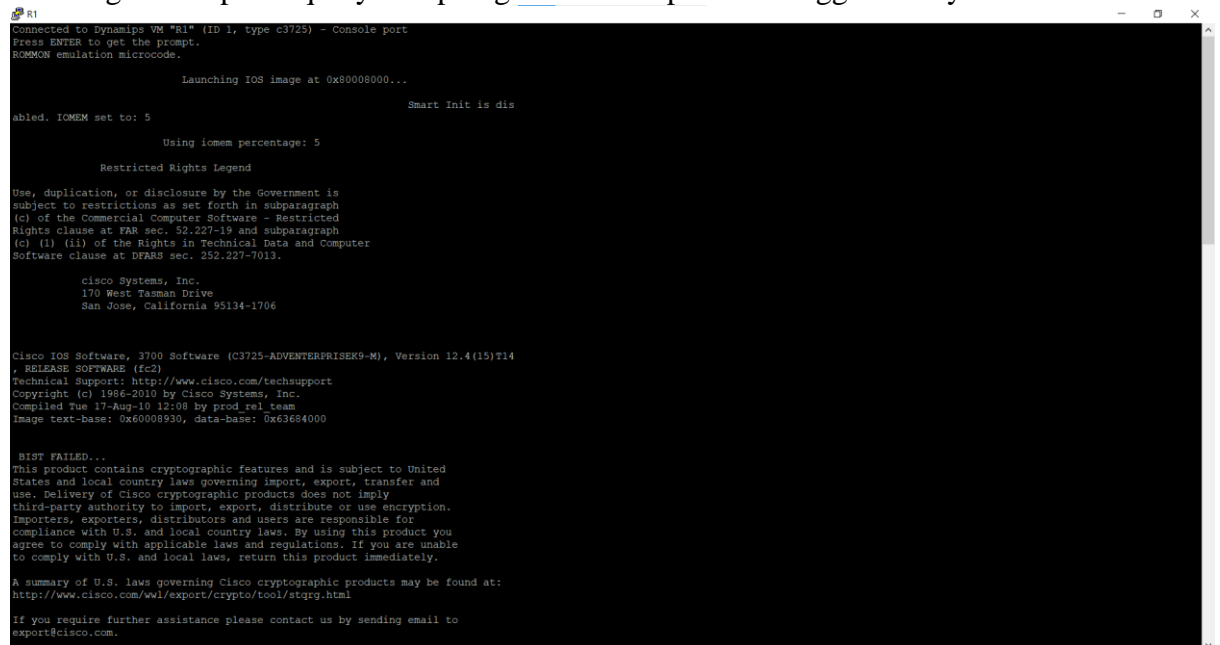 R1
Connected to Dynamips VM "R1" (ID 1, type c3725) - Console port
Press ENTER to get the prompt.
ROMMON emulation microcode.
Launching IOS image at 0x80008000...
Smart Init is dis
abled. IOMEM set to: 5
Using iomem percentage: 5
Restricted Rights Legend
Use, duplication, or disclosure by the Government is
subject to restrictions as set forth in subparagraph
(c) of the Commercial Computer Software - Restricted
Rights clause at FAR sec. 52.227-19 and subparagraph
(c) (1) (ii) of the Rights in Technical Data and Computer
Software clause at DFARS sec. 252.227-7013.
cisco Systems, Inc.
170 West Tasman Drive
San Jose, California 95134-1706
Cisco IOS Software, 3700 Software (C3725-ADVENTERPRISEK9-M), Version 12.4(15)T14
, RELEASE SOFTWARE (fc2)
Technical Support: http://www.cisco.com/techsupport
Copyright (c) 1986-2010 by Cisco Systems, Inc.
Compiled Tue 17-Aug-10 12:08 by prod_rel_team
Image text-base: 0x60008930, data-base: 0x63684000
BIST FAILED...
This product contains cryptographic features and is subject to United
States and local country laws governing import, export, transfer and
use. Delivery of Cisco cryptographic products does not imply
third-party authority to import, export, distribute or use encryption.
Importers, exporters, distributors and users are responsible for
compliance with U.S. and local country laws. By using this product you
agree to comply with applicable laws and regulations. If you are unable
to comply with U.S. and local laws, return this product immediately.
A summary of U.S. laws governing Cisco cryptographic products may be found at:
http://www.cisco.com/wwl/export/crypto/tool/stqrg.html
If you require further assistance please contact us by sending email to
export@cisco.com.